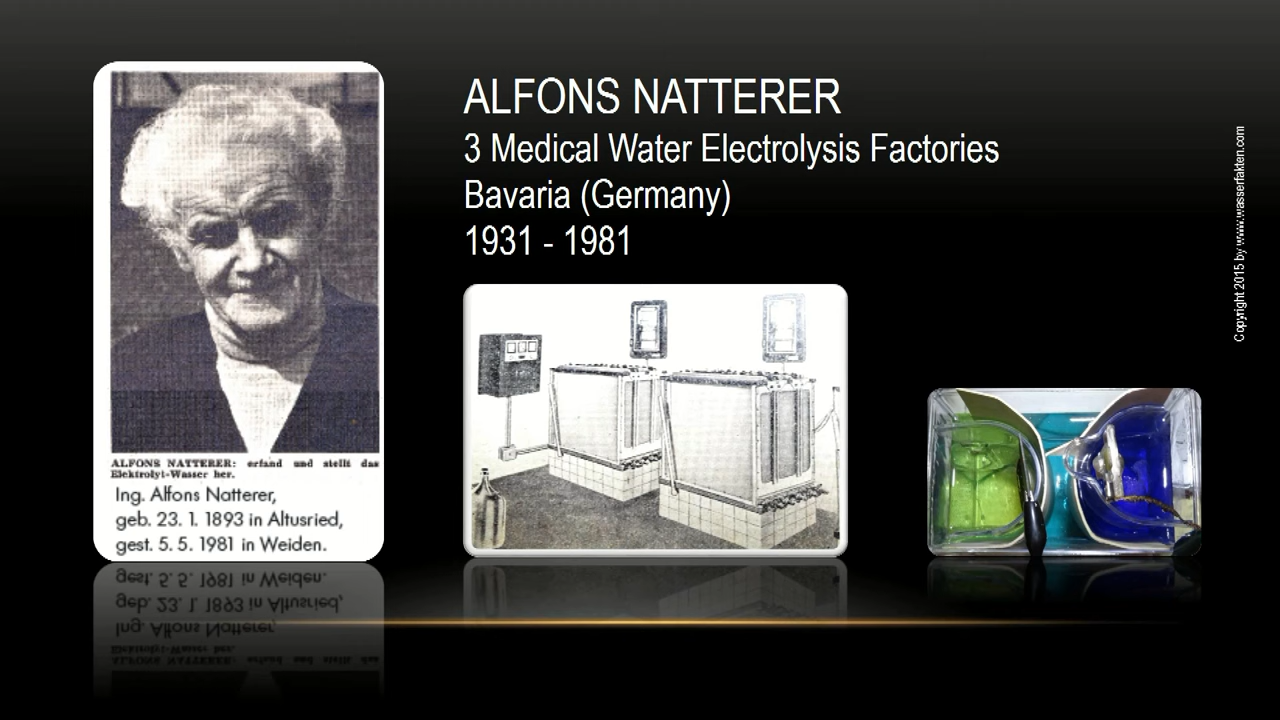 ALFONS NATTERER
3 Medical Water Electrolysis Factories
Bavaria (Germany)
1931 - 1981
ALFONS NATTERER: erfand und stellt das
Elektrolyt-Wasser her.
Ing. Alfons Natterer,
geb. 23. 1. 1893 in Altusried,
gest. 5. 5. 1981 in Weiden.
Copyright 2015 by www.wasserfakten.com